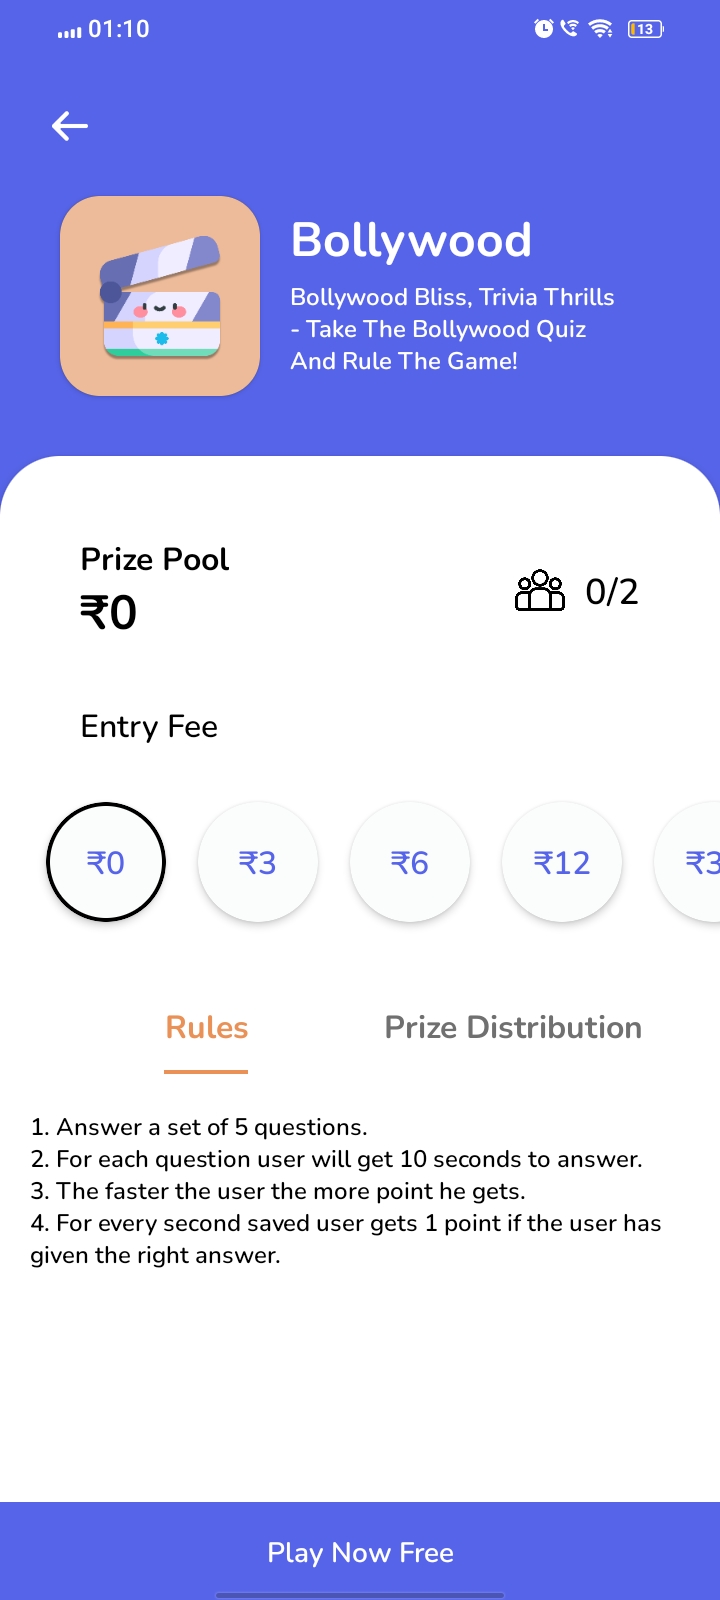 01:10
13
Bollywood
Bollywood Bliss, Trivia Thrills
- Take The Bollywood Quiz
And Rule The Game!
Prize Pool
₹0
0/2
Entry Fee
₹0 ₹3 ₹6 ₹12 ₹3
Rules Prize Distribution
1. Answer a set of 5 questions.
2. For each question user will get 10 seconds to answer.
3. The faster the user the more point he gets.
4. For every second saved user gets 1 point if the user has
given the right answer.
Play Now Free